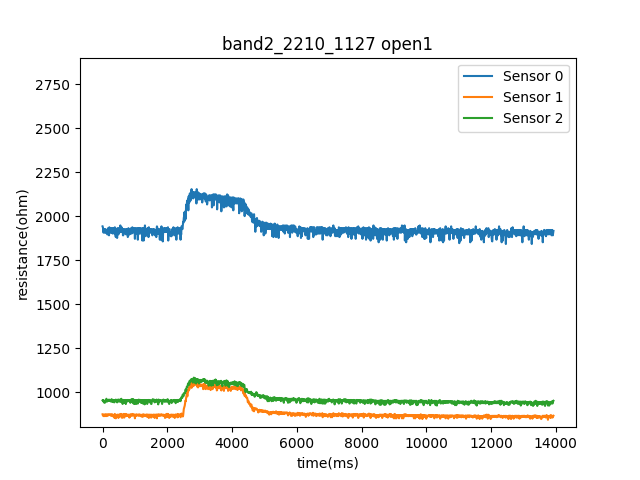 band2_2210_1127 open1
Sensor 0
Sensor 1
Sensor 2
resistance(ohm)
2750
2500
2250
2000
1750
1500
1250
1000
0 2000 4000 6000 8000 10000 12000 14000
time(ms)